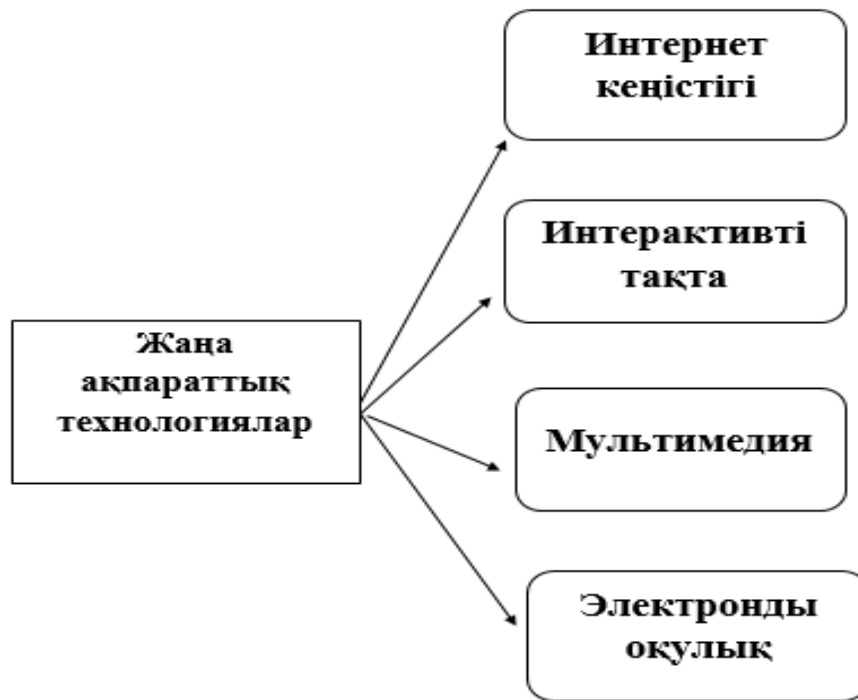 Интернет
кеңістігі
Интерактивті
тақта
Жаңа
ақпараттық
технологиялар
Мультимедия
Электронды
оқулық